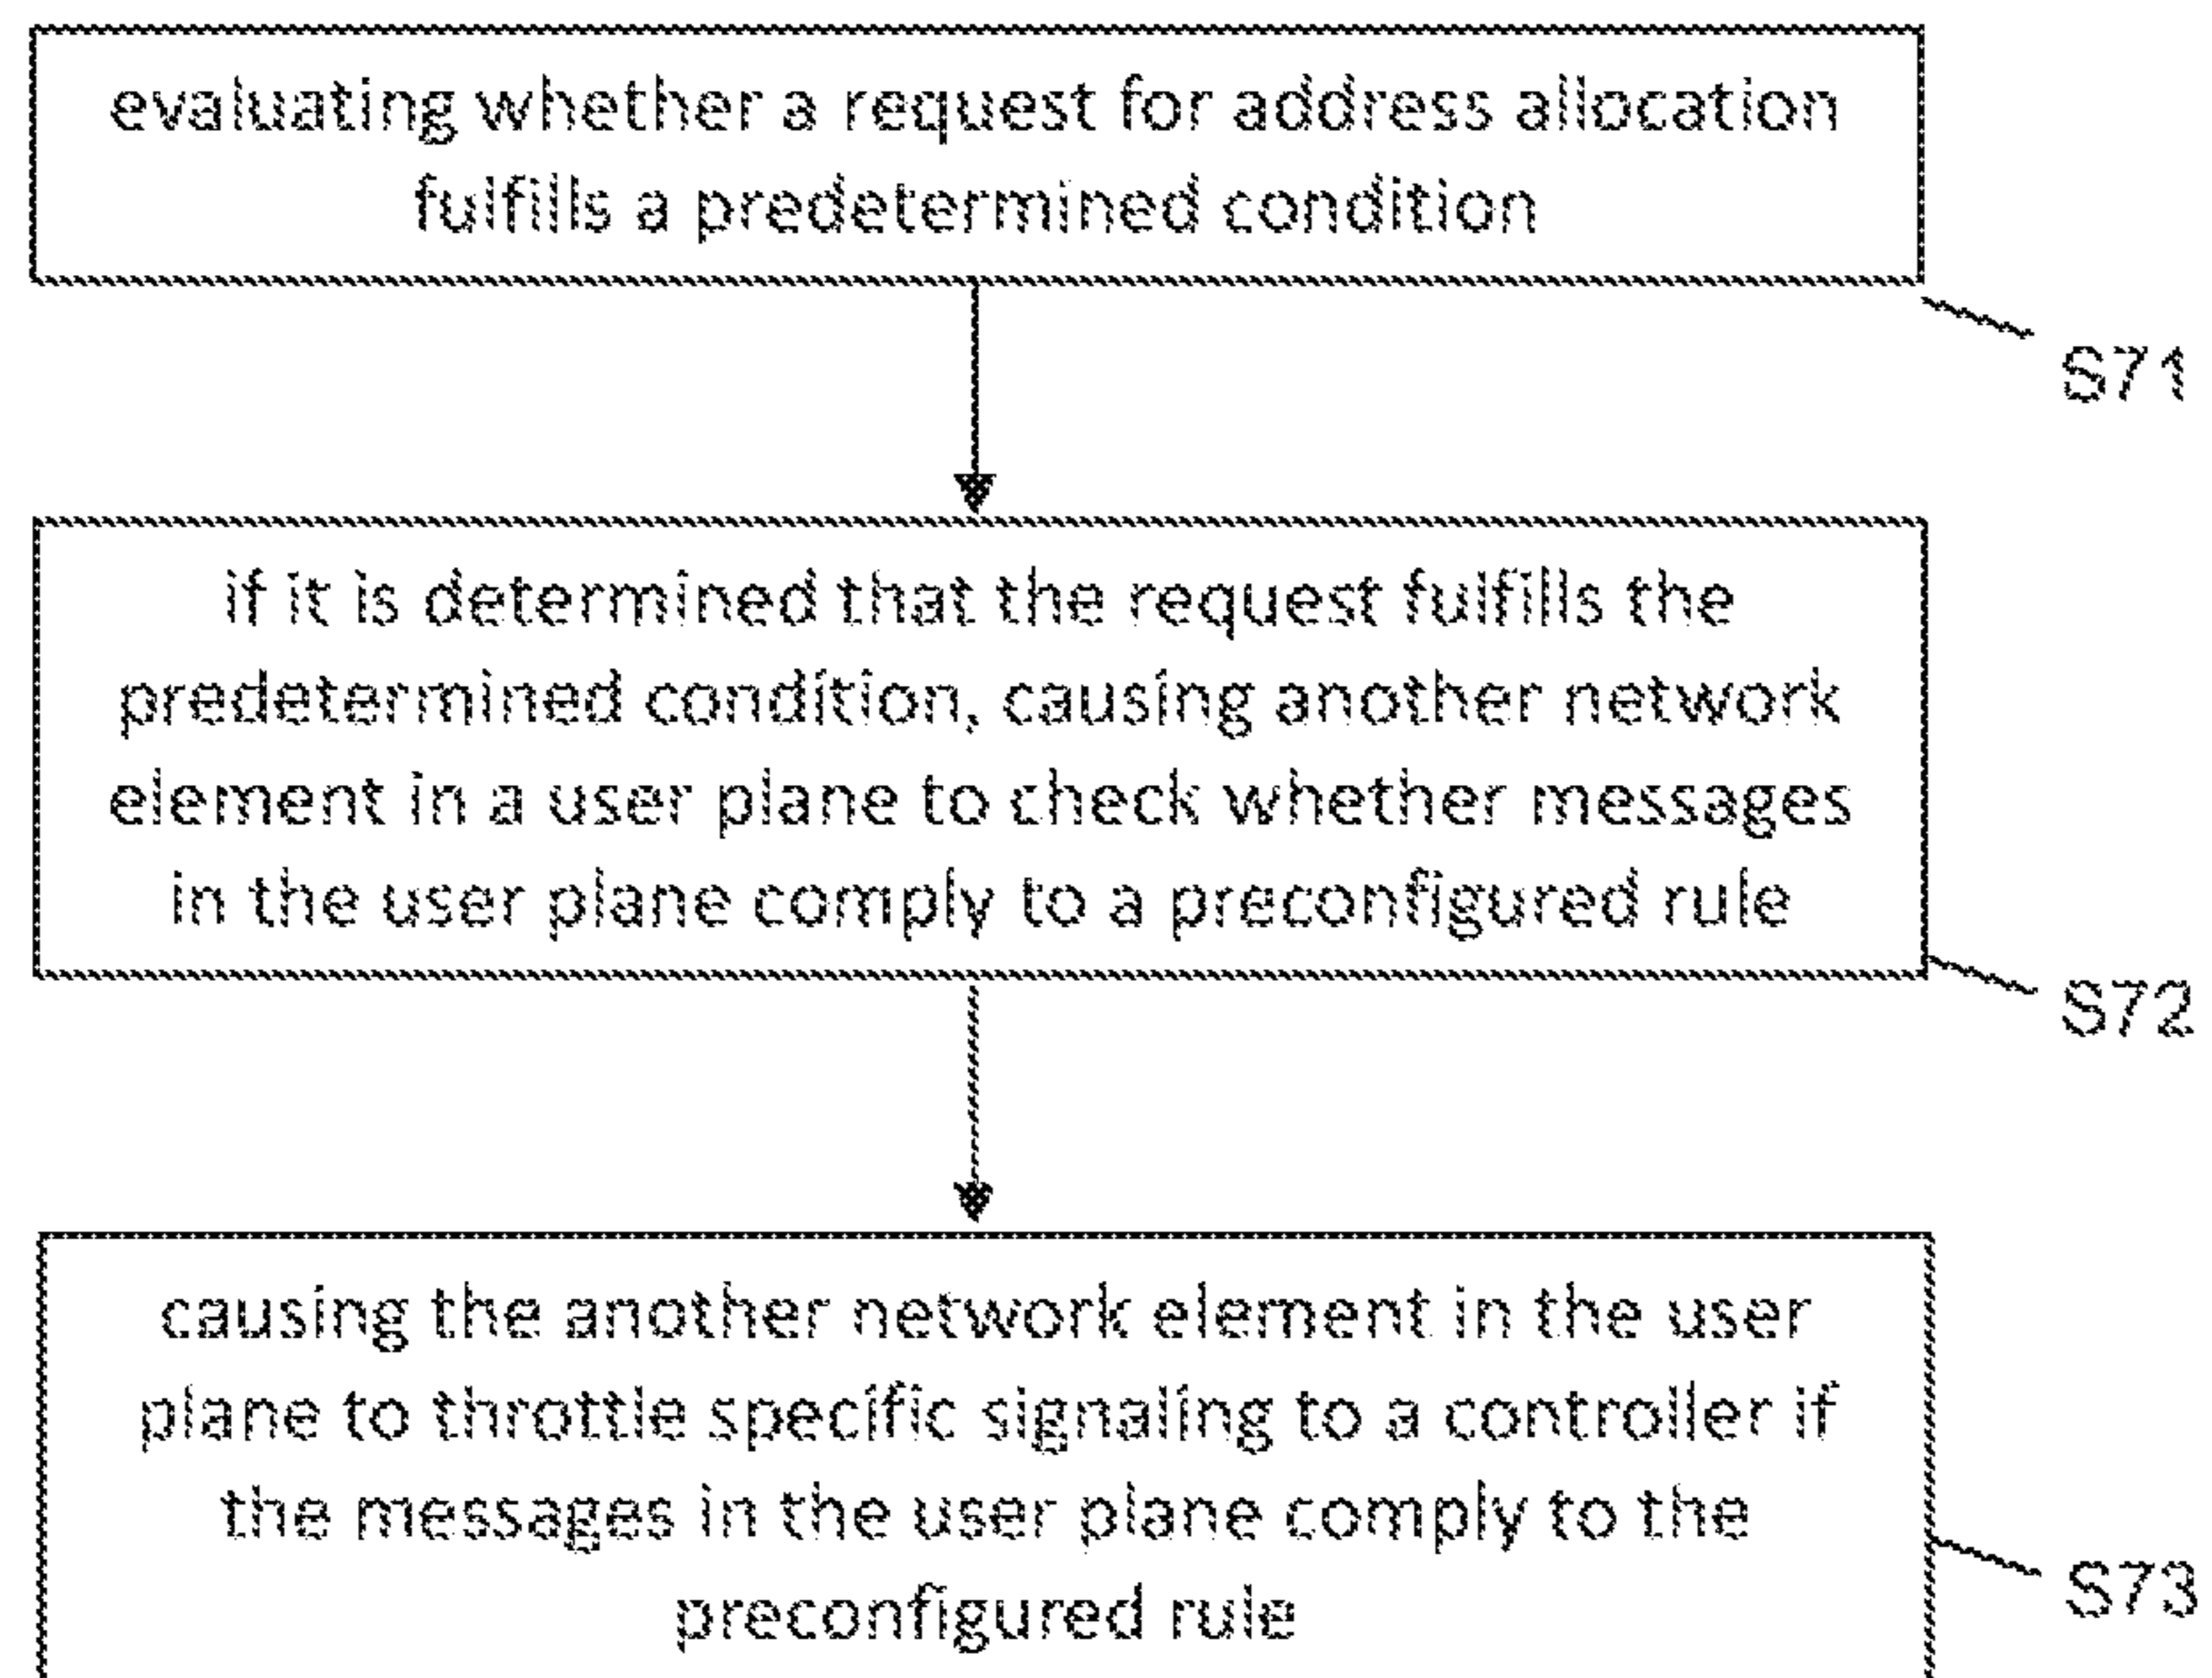 evaluating whether a request for address allocation
fulfills a predetermined condition
S71
if it is determined that the request fulfills the
predetermined condition, causing another network
element in a user plane to check whether messages
in the user plane comply to a preconfigured rule
S72
causing the another network element in the user
plane to throttle specific signaling to a controller if
the messages in the user plane comply to the
preconfigured rule
S73